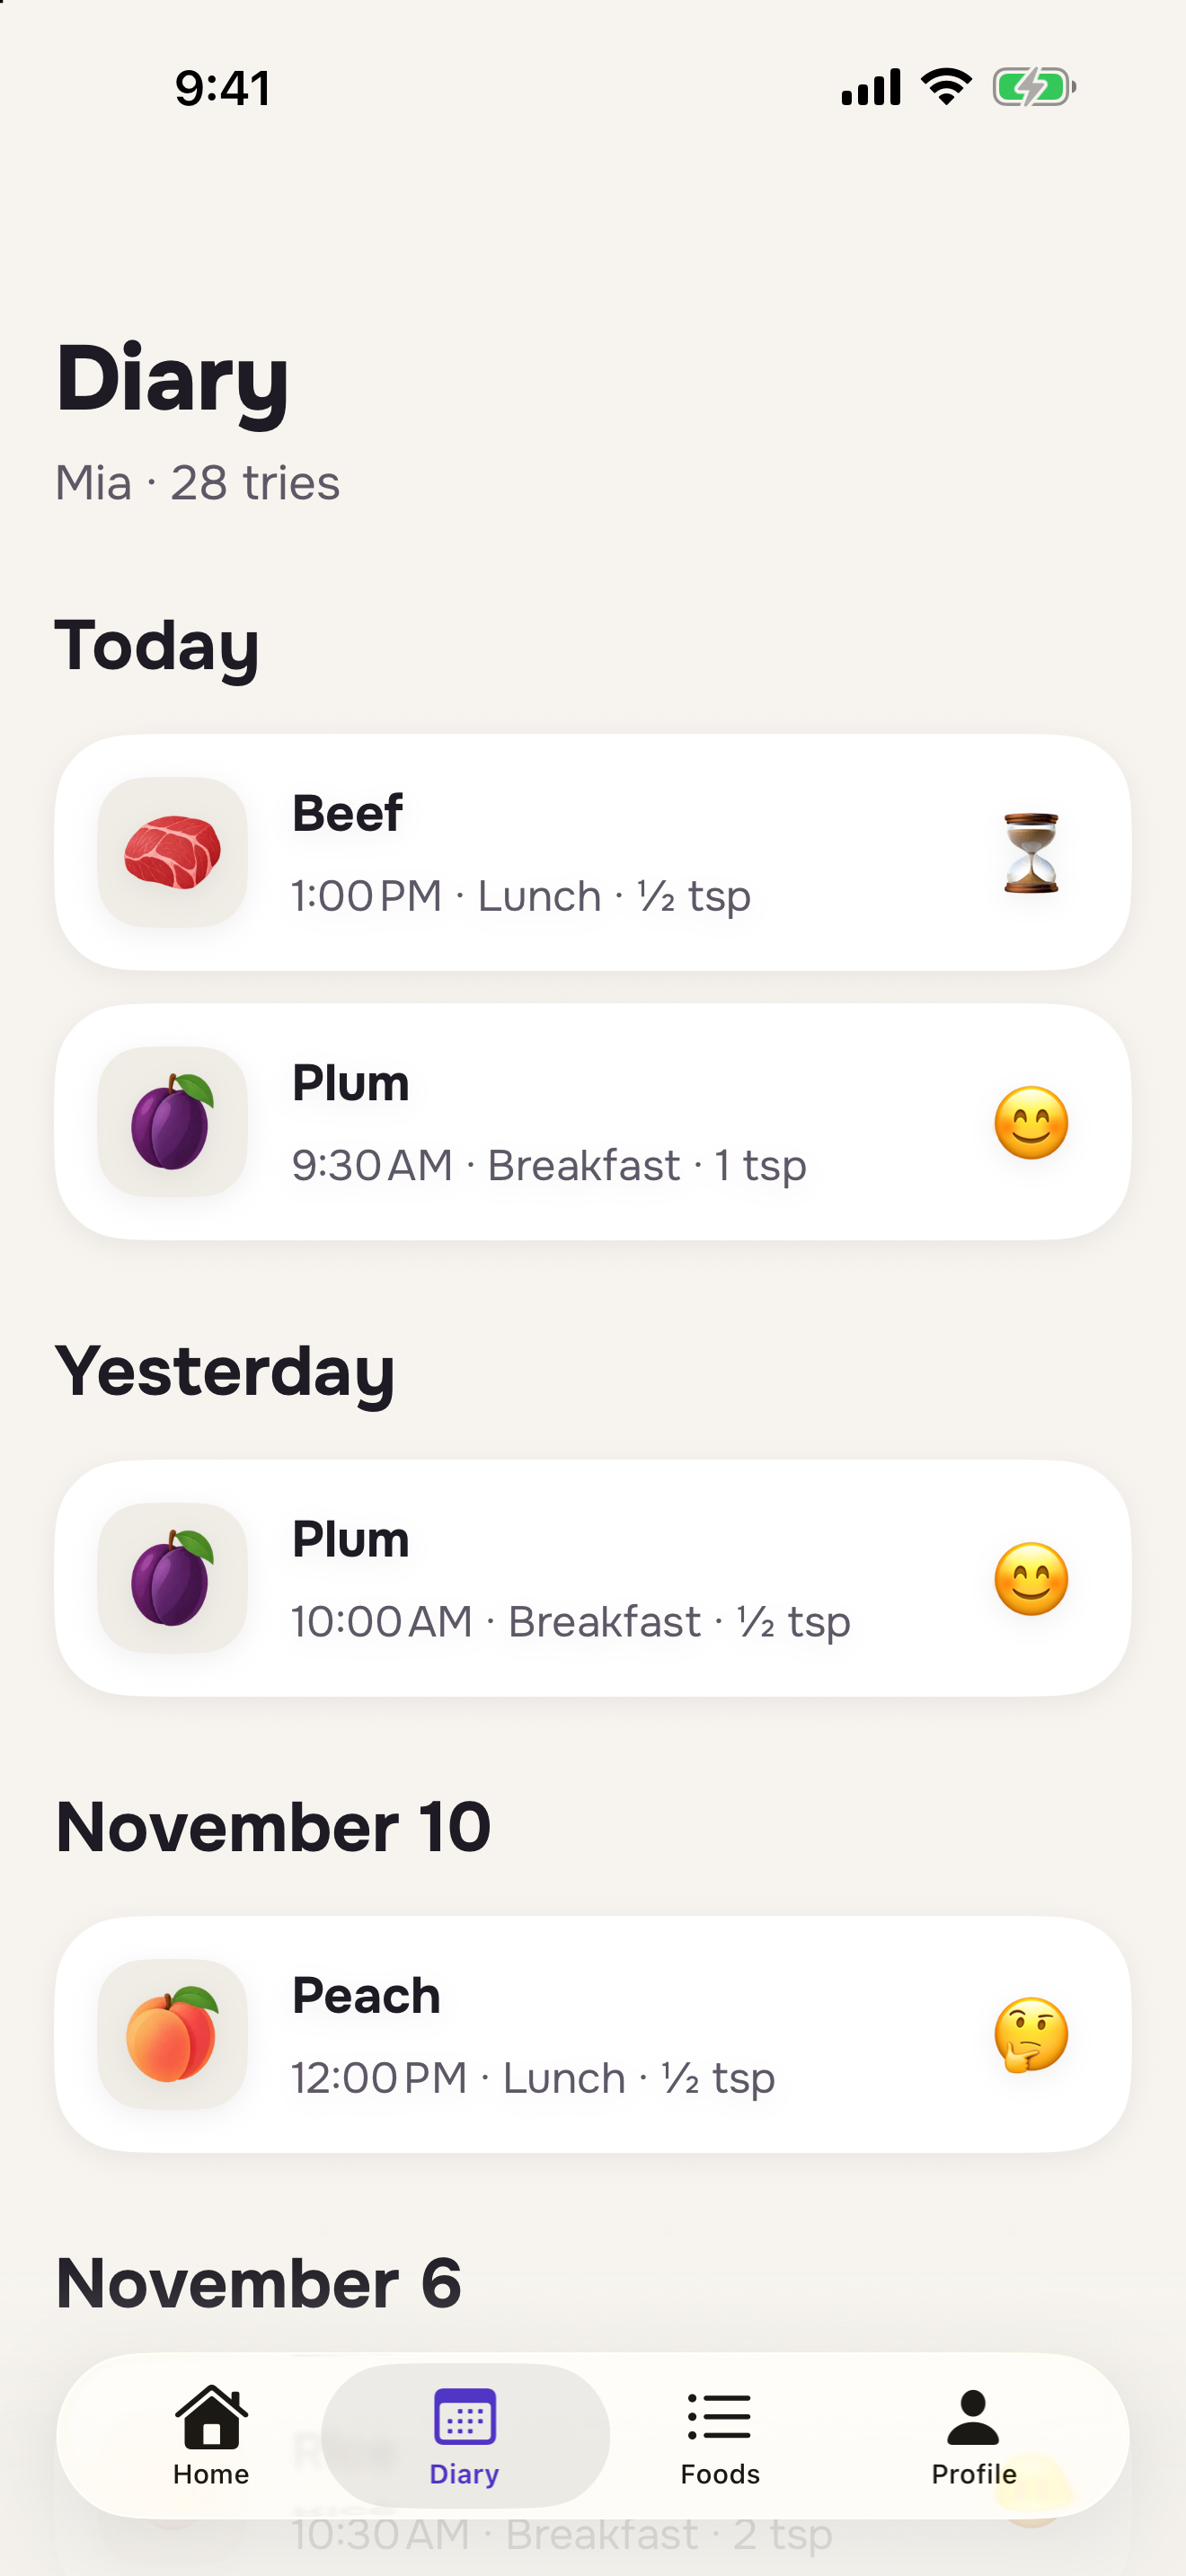 9:41
Diary
Mia · 28 tries
Today
Beef
1:00 PM · Lunch · ½ tsp
Plum
9:30 AM · Breakfast · 1 tsp
Yesterday
Plum
10:00 AM · Breakfast · ½ tsp
November 10
Peach
12:00 PM · Lunch · ½ tsp
November 6
10:30 AM · Breakfast · 2 tsp
Home
Diary
Foods
Profile